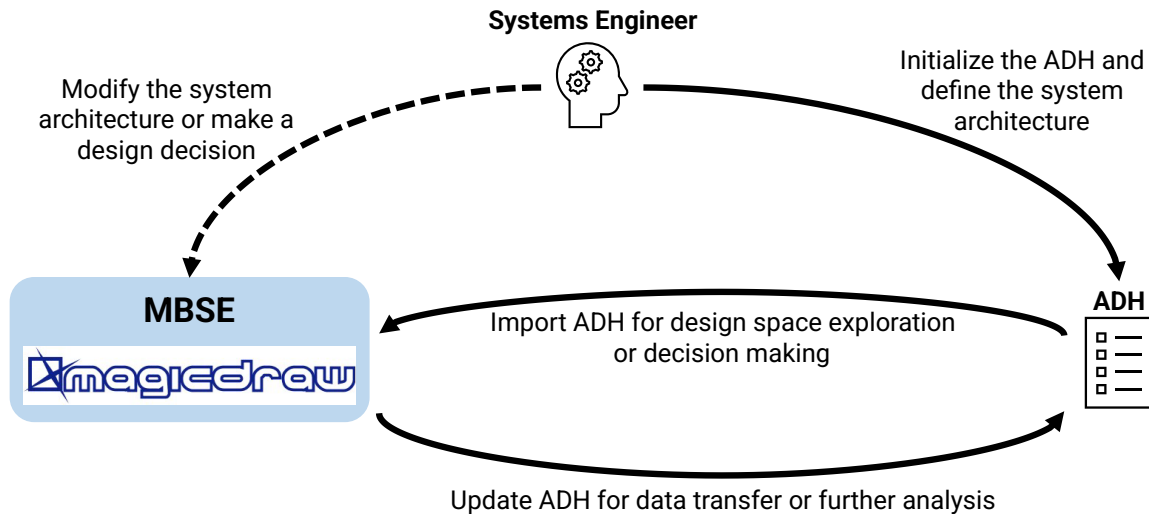 Systems Engineer
Modify the system
architecture or make a
design decision
Initialize the ADH and
define the system
architecture
MBSE
magicdraw
ADH
Import ADH for design space exploration
or decision making
Update ADH for data transfer or further analysis